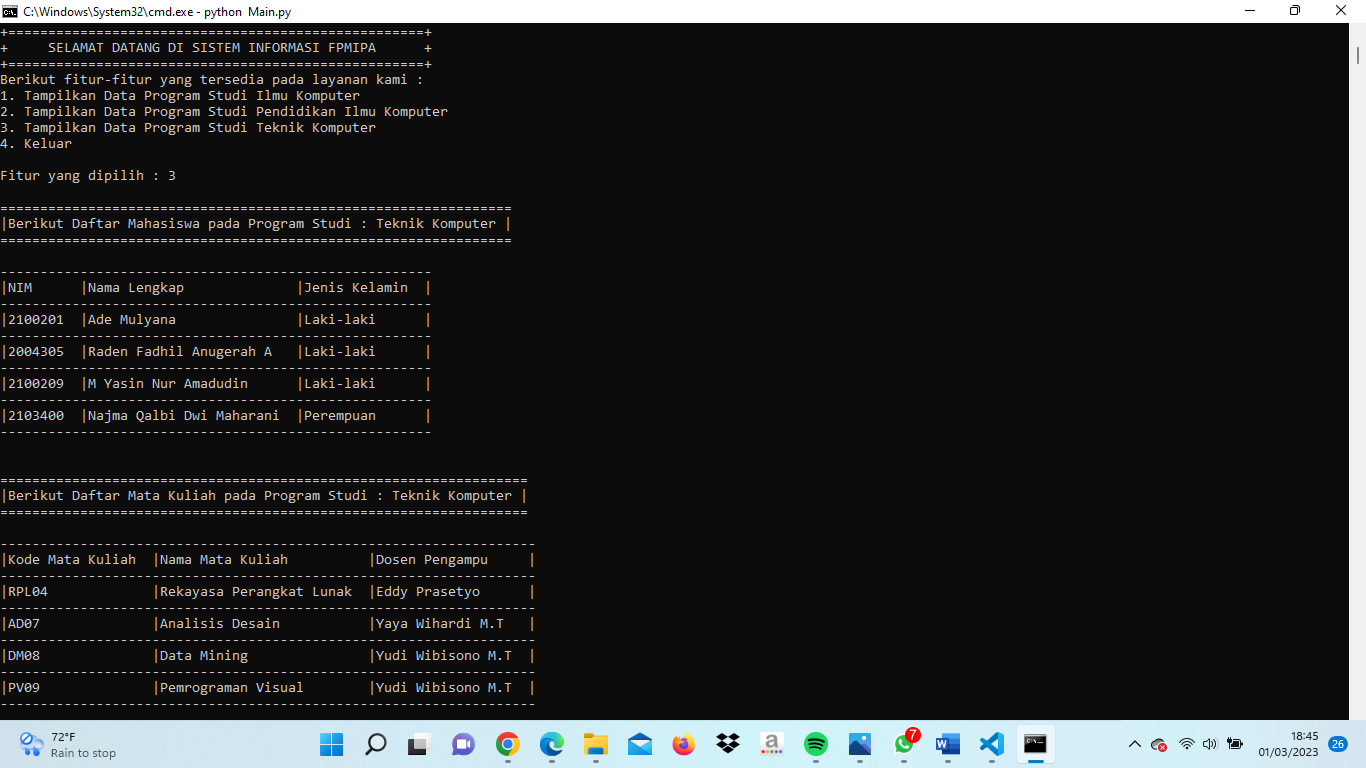 C:\Windows\System32\cmd.exe - python  Main.py
+====================================================+
+     SELAMAT DATANG DI SISTEM INFORMASI FPMIPA      +
+====================================================+
Berikut fitur-fitur yang tersedia pada layanan kami :
1. Tampilkan Data Program Studi Ilmu Komputer
2. Tampilkan Data Program Studi Pendidikan Ilmu Komputer
3. Tampilkan Data Program Studi Teknik Komputer
4. Keluar
Fitur yang dipilih : 3
================================================================
|Berikut Daftar Mahasiswa pada Program Studi : Teknik Komputer |
================================================================
------------------------------------------------------
|NIM      |Nama Lengkap              |Jenis Kelamin  |
------------------------------------------------------
|2100201  |Ade Mulyana               |Laki-laki      |
------------------------------------------------------
|2004305  |Raden Fadhil Anugerah A   |Laki-laki      |
------------------------------------------------------
|2100209  |M Yasin Nur Amadudin      |Laki-laki      |
------------------------------------------------------
|2103400  |Najma Qalbi Dwi Maharani  |Perempuan      |
------------------------------------------------------
==================================================================
|Berikut Daftar Mata Kuliah pada Program Studi : Teknik Komputer |
==================================================================
-------------------------------------------------------------------
|Kode Mata Kuliah  |Nama Mata Kuliah          |Dosen Pengampu     |
-------------------------------------------------------------------
|RPL04             |Rekayasa Perangkat Lunak  |Eddy Prasetyo      |
-------------------------------------------------------------------
|AD07              |Analisis Desain           |Yaya Wihardi M.T   |
-------------------------------------------------------------------
|DM08              |Data Mining               |Yudi Wibisono M.T  |
-------------------------------------------------------------------
|PV09              |Pemrograman Visual        |Yudi Wibisono M.T  |
-------------------------------------------------------------------
72°F
Rain to stop
7
18:45
01/03/2023
26